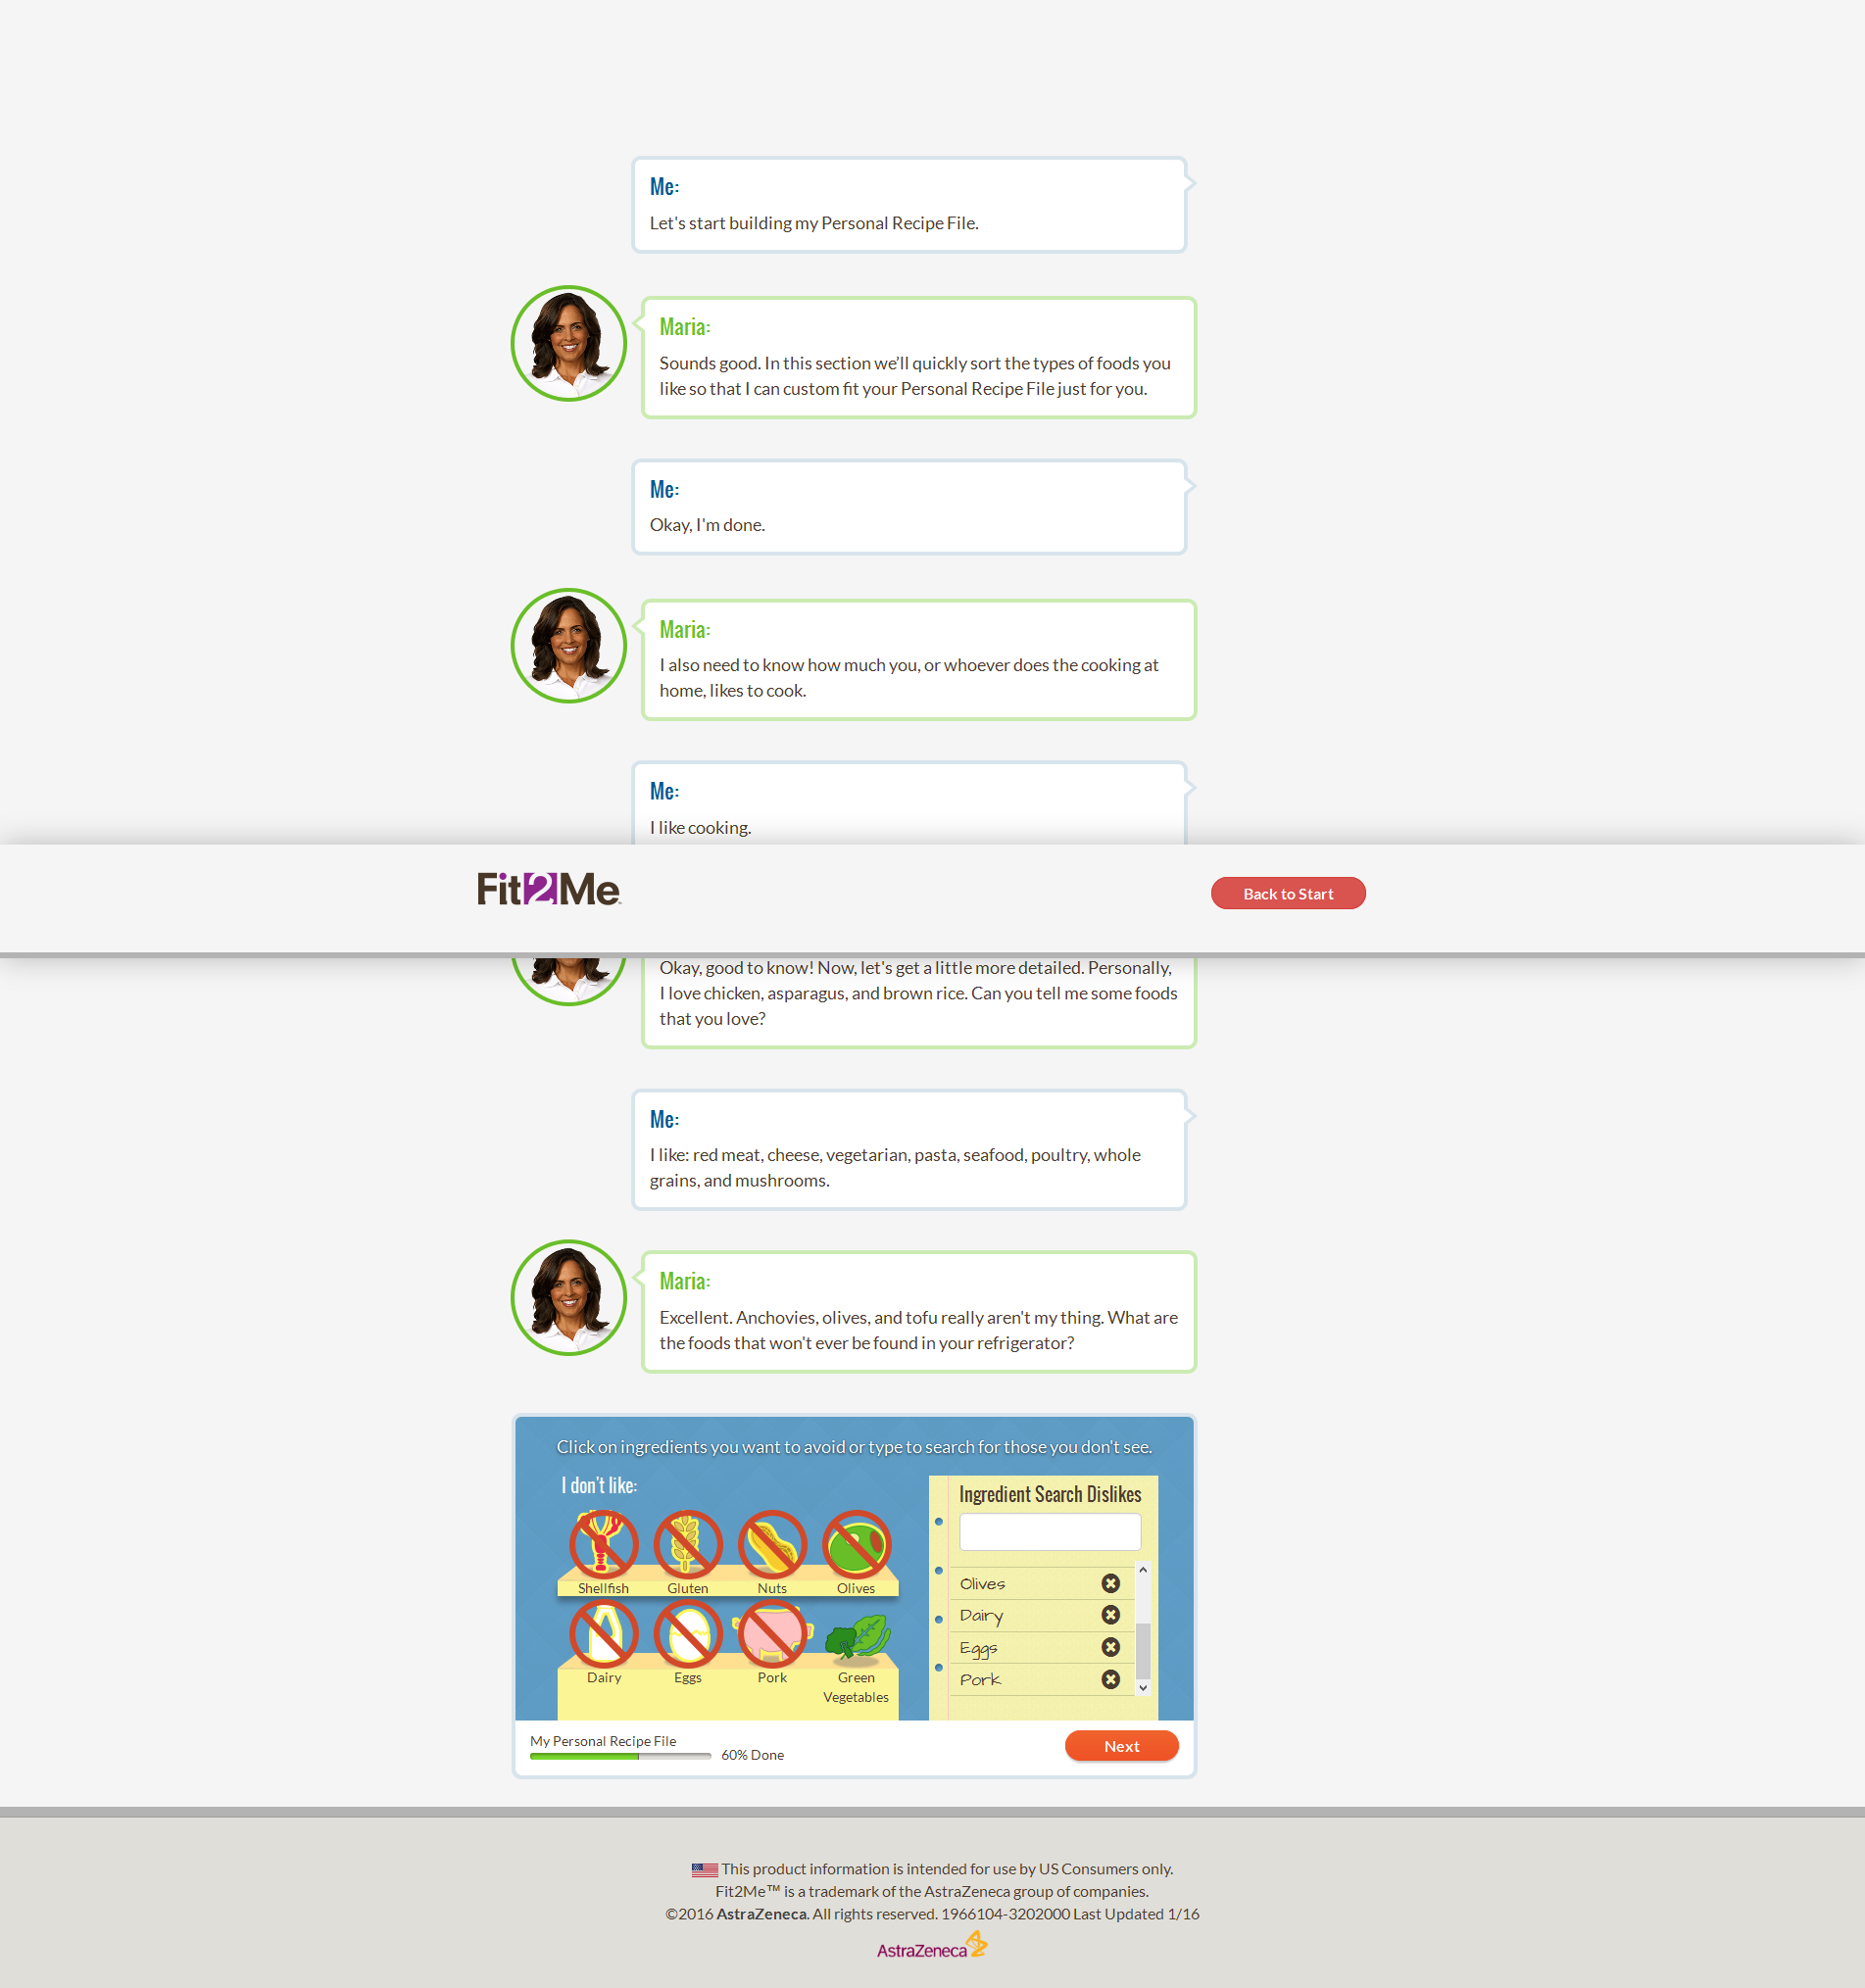 Me:
Let's start building my Personal Recipe File.
Maria:
Sounds good. In this section we'll quickly sort the types of foods you
like so that I can custom fit your Personal Recipe File just for you.
Me:
Okay, I'm done.
Maria:
I also need to know how much you, or whoever does the cooking at
home, likes to cook.
Me:
I like cooking.
Fit2Me™
Back to Start
Okay, good to know! Now, let's get a little more detailed. Personally,
I love chicken, asparagus, and brown rice. Can you tell me some foods
that you love?
Me:
I like: red meat, cheese, vegetarian, pasta, seafood, poultry, whole
grains, and mushrooms.
Maria:
Excellent. Anchovies, olives, and tofu really aren't my thing. What are
the foods that won't ever be found in your refrigerator?
Click on ingredients you want to avoid or type to search for those you don't see.
I don't like:
Shellfish
Gluten
Nuts
Olives
Dairy
Eggs
Pork
Green
Vegetables
Ingredient Search Dislikes
Olives
Dairy
Eggs
Pork
My Personal Recipe File
60% Done
Next
This product information is intended for use by US Consumers only.
Fit2Me™ is a trademark of the AstraZeneca group of companies.
©2016 AstraZeneca. All rights reserved. 1966104-3202000 Last Updated 1/16
AstraZeneca